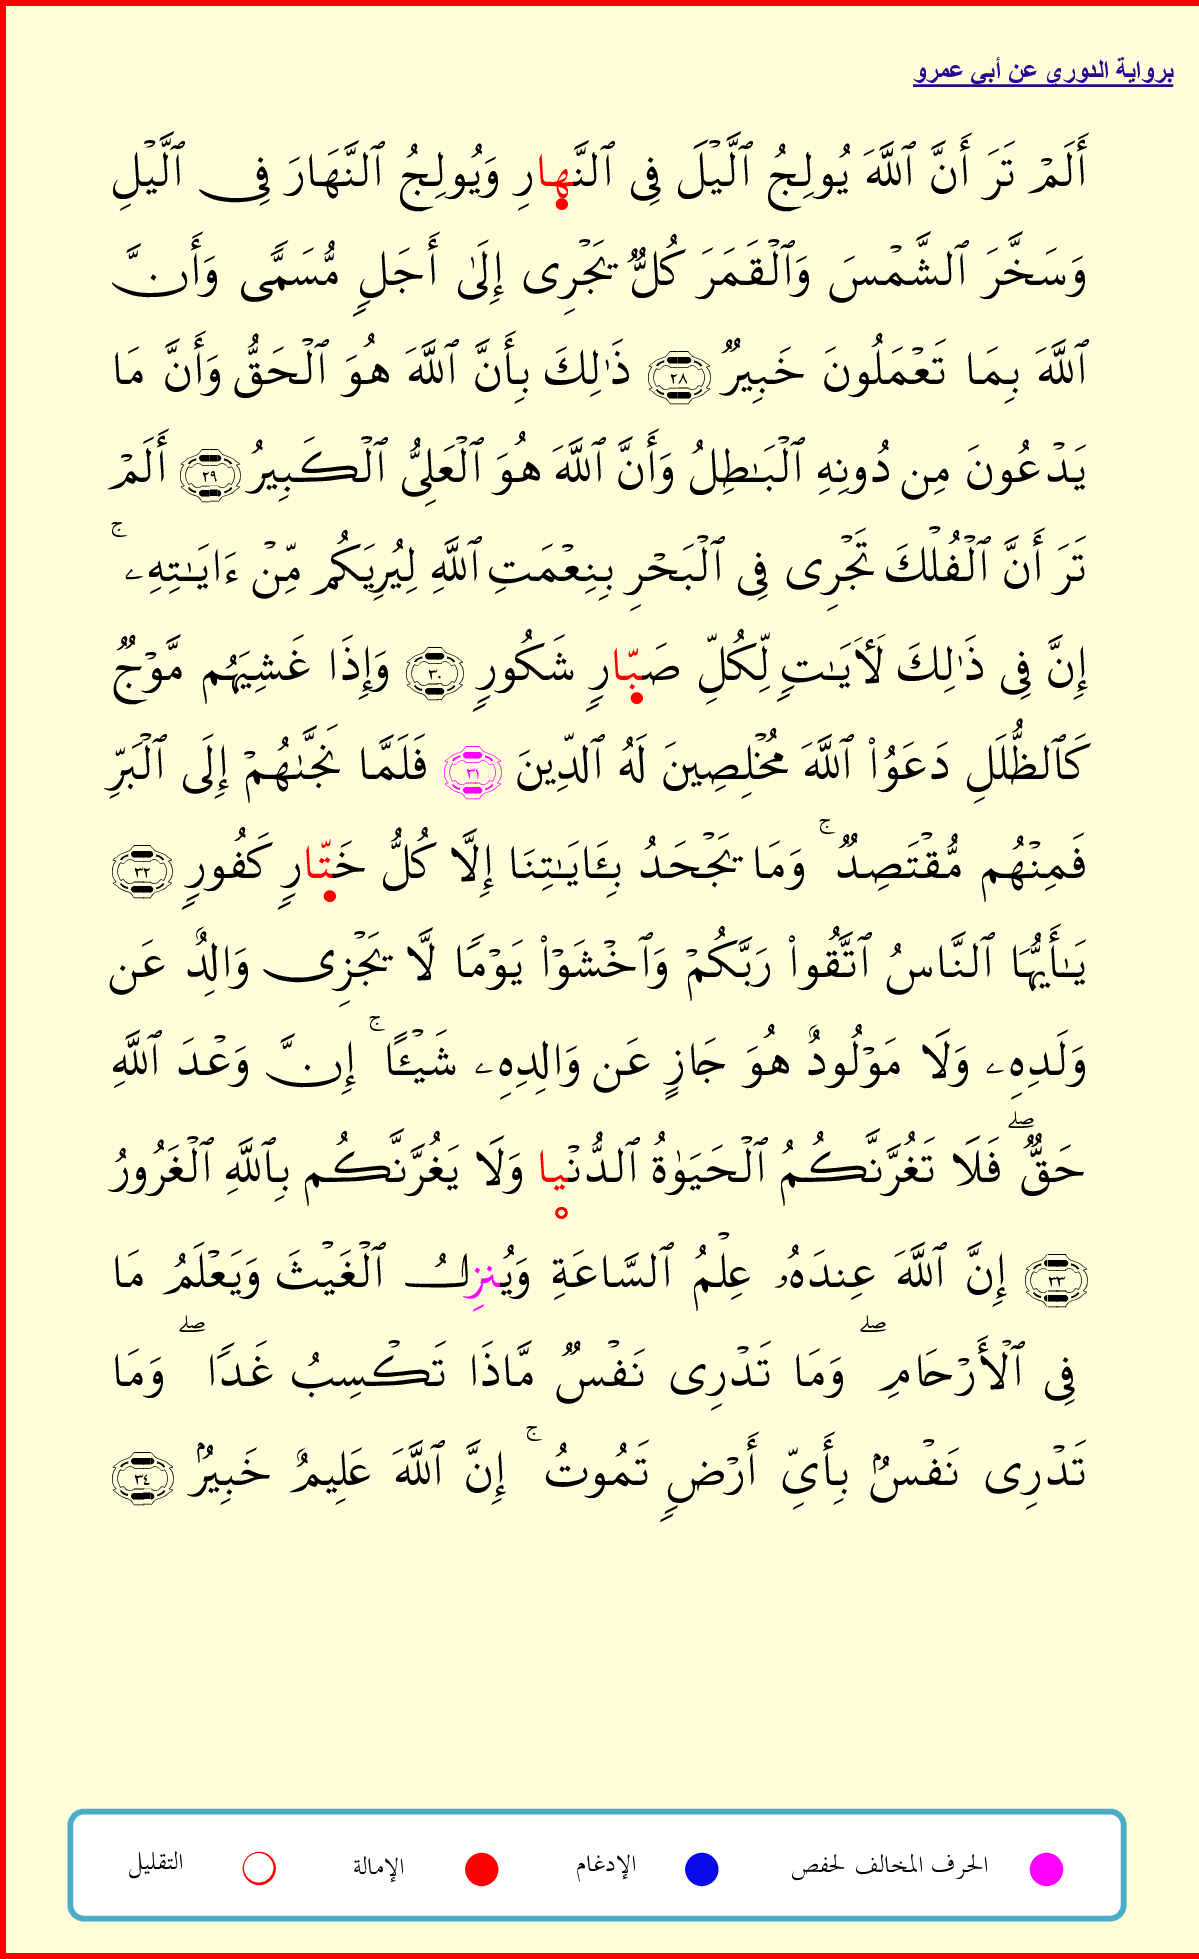 برواية الدوري عن أبي عمرو
أَلَمْ تَرَ أَنَّ ٱللَّهَ يُولِجُ ٱلَّيْلَ فِى ٱلنَّهِارِ وَيُولِجُ ٱلنَّهَارَ فِى ٱلَّيْلِ
وَسَخَّرَ ٱلشَّمْسَ وَٱلْقَمَرَ كُلٌّ يَجْرِى إِلَىٰ أَجَلٍ مُّسَمًّى وَأَنَّ
ٱللَّهَ بِمَا تَعْمَلُونَ خَبِيرٌ ٢٨ ذَٰلِكَ بِأَنَّ ٱللَّهَ هُوَ ٱلْحَقُّ وَأَنَّ مَا
يَدْعُونَ مِن دُونِهِ ٱلْبَـٰطِلُ وَأَنَّ ٱللَّهَ هُوَ ٱلْعَلِىُّ ٱلْكَبِيرُ ٢٩ أَلَمْ
تَرَ أَنَّ ٱلْفُلْكَ تَجْرِى فِى ٱلْبَحْرِ بِنِعْمَتِ ٱللَّهِ لِيُرِيَكُم مِّنْ ءَايَـٰتِهِۦ ۚ
إِنَّ فِى ذَٰلِكَ لَأٓيَـٰتٍ لِّكُلِّ صَبّارٍ شَكُورٍ ٣٠ وَإِذَا غَشِيَهُم مَّوْجٌ
كَٱلظُّلَلِ دَعَوُا۟ ٱللَّهَ مُخْلِصِينَ لَهُ ٱلدِّينَ ٣١ فَلَمَّا نَجَّىٰهُمْ إِلَى ٱلْبَرِّ
فَمِنْهُم مُّقْتَصِدٌ ۚ وَمَا يَجْحَدُ بِـَٔايَـٰتِنَا إِلَّا كُلُّ خَتّارٍ كَفُورٍ ٣٢
يَـٰأَيُّهَا ٱلنَّاسُ ٱتَّقُوا۟ رَبَّكُمْ وَٱخْشَوْا۟ يَوْمًا لَّا يَجْزِى وَالِدٌ عَن
وَلَدِهِۦ وَلَا مَوْلُودٌ هُوَ جَازٍ عَن وَالِدِهِۦ شَيْـًٔا ۚ إِنَّ وَعْدَ ٱللَّهِ
حَقٌّ ۖ فَلَا تَغُرَّنَّكُمُ ٱلْحَيَوٰةُ ٱلدُّنْيا وَلَا يَغُرَّنَّكُم بِٱللَّهِ ٱلْغَرُورُ
٣٣ إِنَّ ٱللَّهَ عِندَهُۥ عِلْمُ ٱلسَّاعَةِ وَيُنزِلُ ٱلْغَيْثَ وَيَعْلَمُ مَا
فِى ٱلْأَرْحَامِ ۖ وَمَا تَدْرِى نَفْسٌ مَّاذَا تَكْسِبُ غَدًا ۖ وَمَا
تَدْرِى نَفْسٌۢ بِأَىِّ أَرْضٍ تَمُوتُ ۚ إِنَّ ٱللَّهَ عَلِيمٌ خَبِيرٌۢ ٣٤
الحرف المخالف لحفص الإدغام الإمالة التقليل